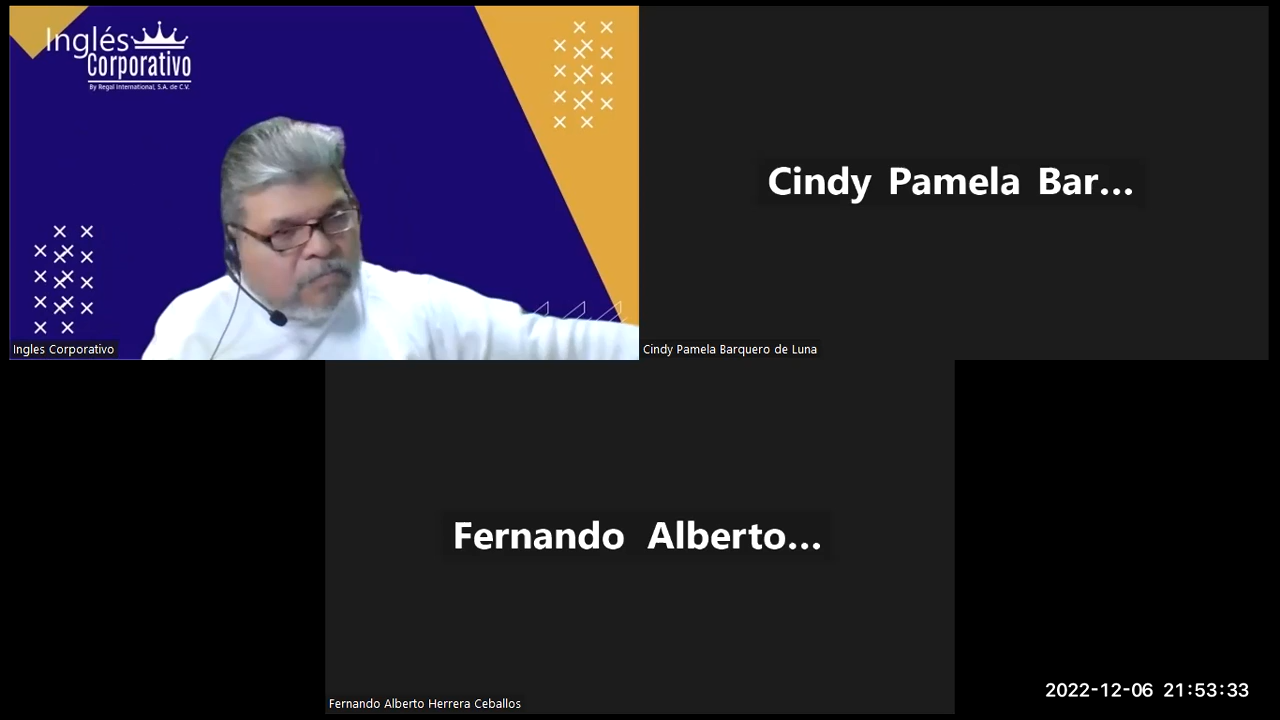 Inglés
Corporativo
By Regal International, S.A. de C.V.
Ingles Corporativo
Cindy Pamela Bar...
Cindy Pamela Barquero de Luna
Fernando Alberto...
Fernando Alberto Herrera Ceballos
2022-12-06 21:53:33